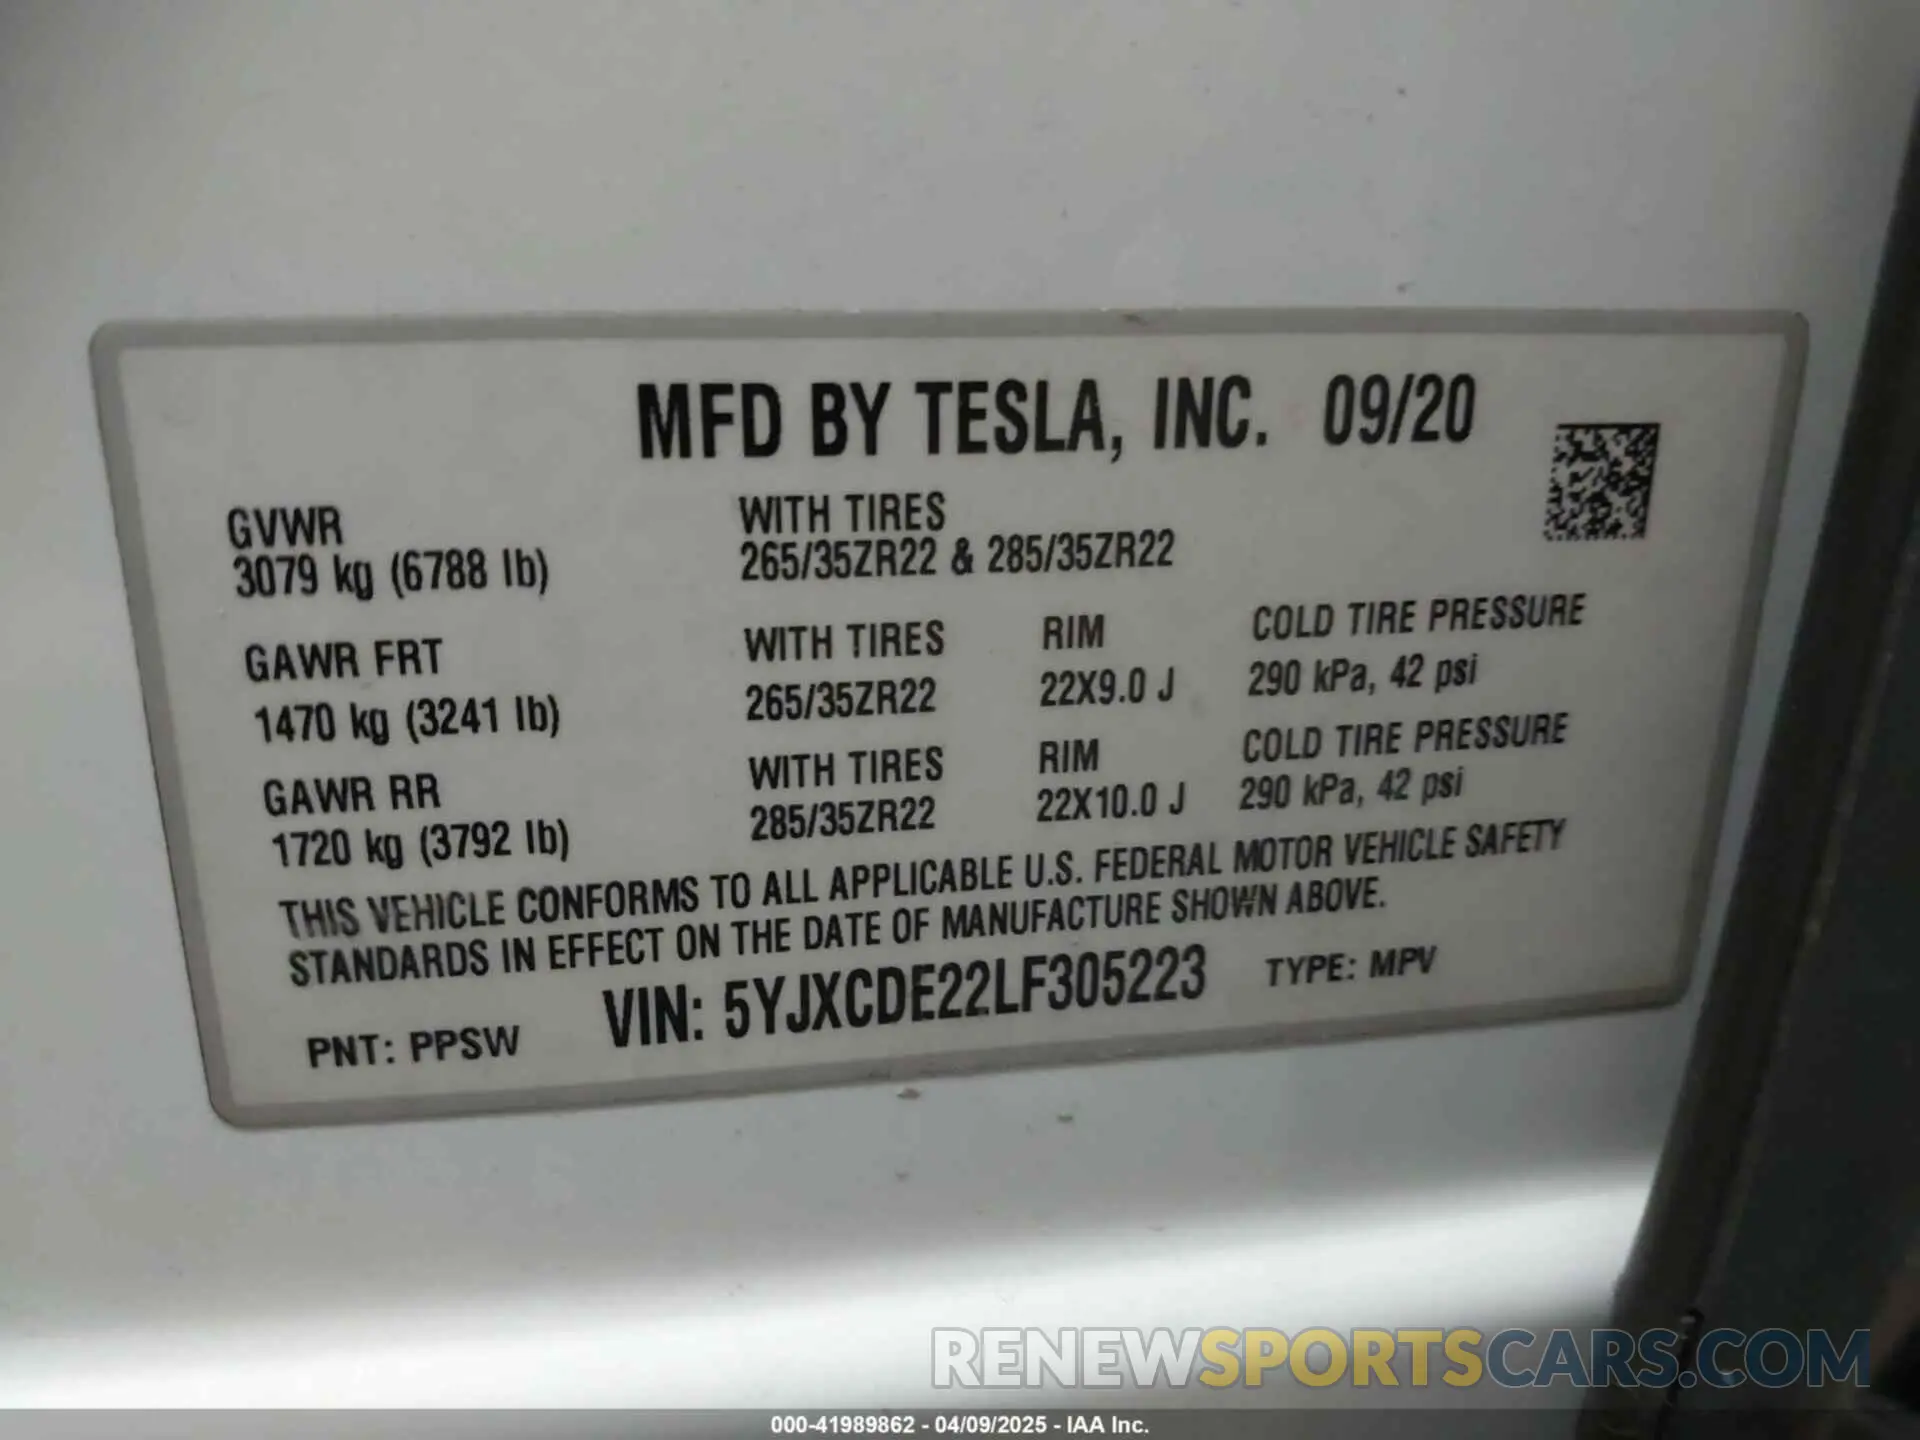 MFD BY TESLA, INC. 09/20
GVWR WITH TIRES
3079 kg (6788 lb) 265/35ZR22 & 285/35ZR22
GAWR FRT WITH TIRES RIM COLD TIRE PRESSURE
1470 kg (3241 lb) 265/35ZR22 22X9.0 J 290 kPa, 42 psi
GAWR RR WITH TIRES RIM COLD TIRE PRESSURE
1720 kg (3792 lb) 285/35ZR22 22X10.0 J 290 kPa, 42 psi
THIS VEHICLE CONFORMS TO ALL APPLICABLE U.S. FEDERAL MOTOR VEHICLE SAFETY
STANDARDS IN EFFECT ON THE DATE OF MANUFACTURE SHOWN ABOVE.
PNT: PPSW VIN: 5YJXCDE22LF305223 TYPE: MPV
RENEWSPORTSCARS.COM
000-41989862 - 04/09/2025 - IAA Inc.